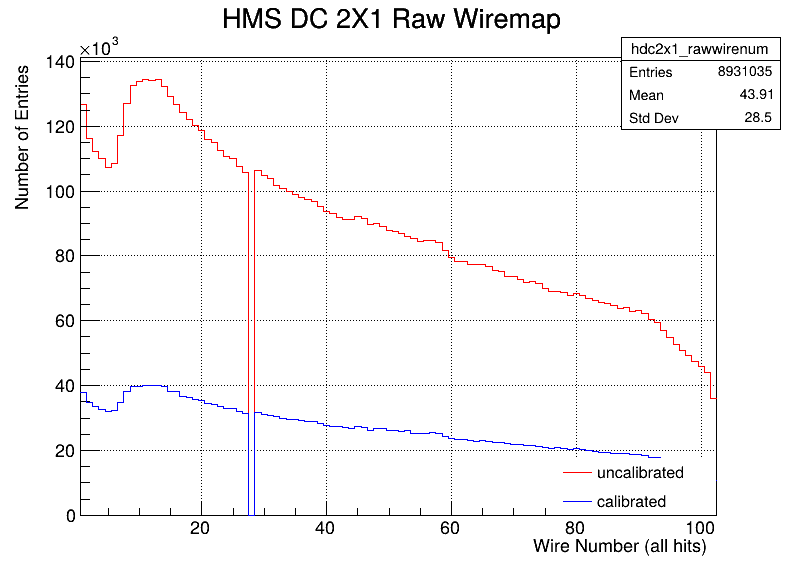 HMS DC 2X1 Raw Wiremap
×10³
hdc2x1_rawwirenum
Entries 8931035
Mean 43.91
Std Dev 28.5
Number of Entries
140
120
100
80
60
40
20
0
uncalibrated
calibrated
20 40 60 80 100
Wire Number (all hits)